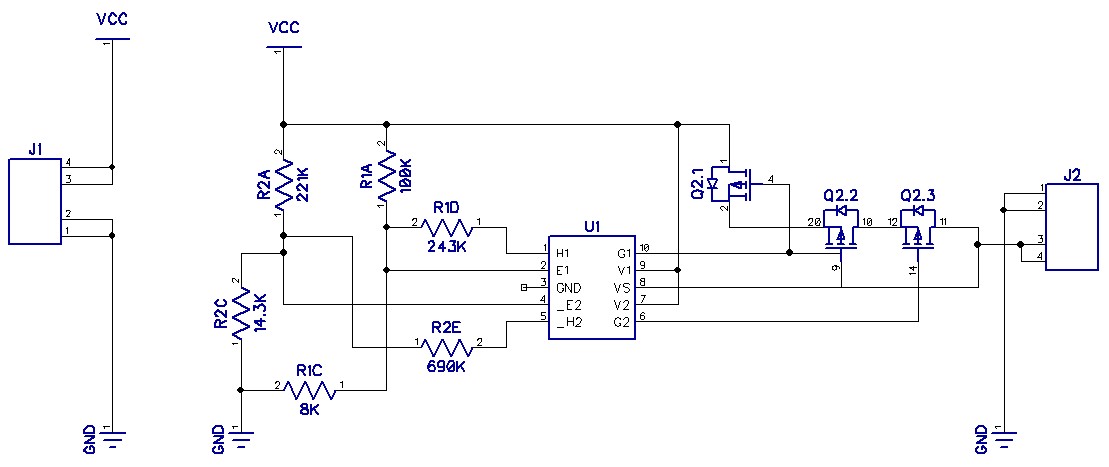 VCC
1
VCC
1
J1
4
3
2
1
GND
1
R2A
2
221K
1
R1A
2
100K
1
R1D
2
1
243K
R2C
2
14.3K
1
R2E
1
2
690K
R1C
2
1
8K
GND
1
U1
1 H1 G1 10
2 E1 V1 9
3 GND VS 8
4 _E2 V2 7
5 _H2 G2 6
Q2.1
1
4
2
Q2.2
20
10
9
Q2.3
12
11
14
J2
1
2
3
4
GND
1